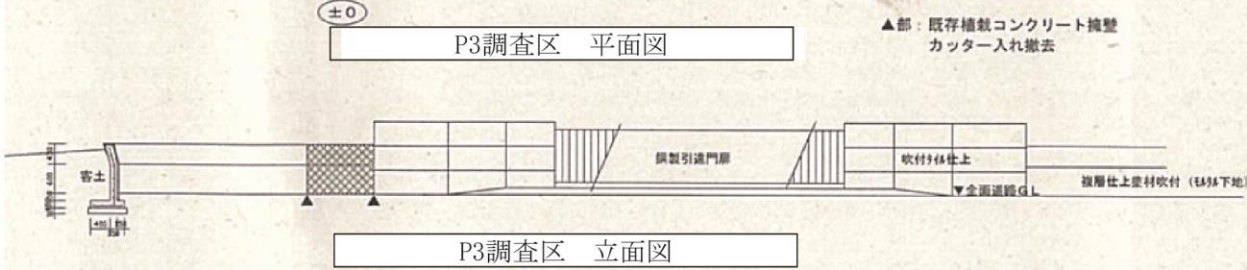 ±0
P3調査区 平面図
▲部：既存植栽コンクリート擁壁
カッター入れ撤去
客土
鋼製引違門扉
吹付タイル仕上
▼全面道路GL
複層仕上塗材吹付（モルタル下地）
P3調査区 立面図